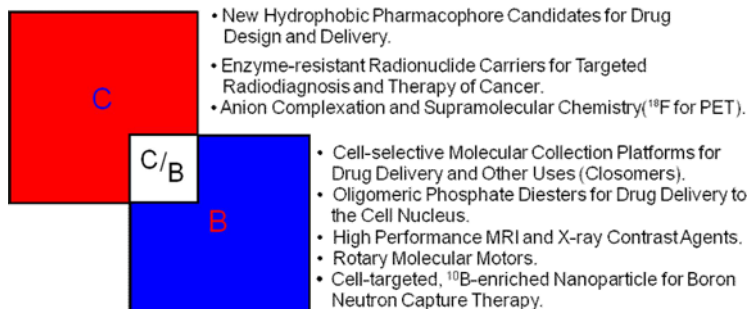 • New Hydrophobic Pharmacophore Candidates for Drug
Design and Delivery.
• Enzyme-resistant Radionuclide Carriers for Targeted
Radiodiagnosis and Therapy of Cancer.
• Anion Complexation and Supramolecular Chemistry(¹⁸F for PET).
C
C/B
B
• Cell-selective Molecular Collection Platforms for
Drug Delivery and Other Uses (Closomers).
• Oligomeric Phosphate Diesters for Drug Delivery to
the Cell Nucleus.
• High Performance MRI and X-ray Contrast Agents.
• Rotary Molecular Motors.
• Cell-targeted, ¹⁰B-enriched Nanoparticle for Boron
Neutron Capture Therapy.